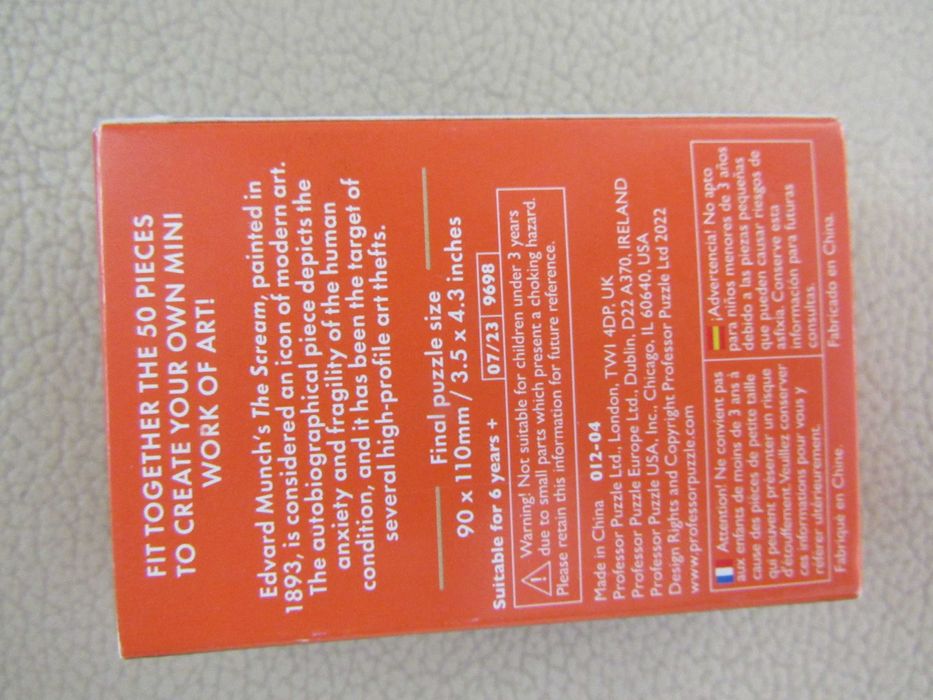 FIT TOGETHER THE 50 PIECES
TO CREATE YOUR OWN MINI
WORK OF ART!
Edvard Munch's The Scream, painted in
1893, is considered an icon of modern art.
The autobiographical piece depicts the
anxiety and fragility of the human
condition, and it has been the target of
several high-profile art thefts.
Final puzzle size
90 x 110mm / 3.5 x 4.3 inches
Suitable for 6 years +
07/23 9698
Warning! Not suitable for children under 3 years
due to small parts which present a choking hazard.
Please retain this information for future reference.
Made in China 012-04
Professor Puzzle Ltd., London, TW1 4DP, UK
Professor Puzzle Europe Ltd., Dublin, D22 A370, IRELAND
Professor Puzzle USA, Inc., Chicago, IL 60640, USA
Design Rights and Copyright Professor Puzzle Ltd 2022
www.professorpuzzle.com
Attention! Ne convient pas
aux enfants de moins de 3 ans à
cause des pièces de petite taille
qui peuvent présenter un risque
d'étouffement. Veuillez conserver
ces informations pour vous y
référer ultérieurement.
Fabriqué en Chine.
¡Advertencia! No apto
para niños menores de 3 años
debido a las piezas pequeñas
que pueden causar riesgos de
asfixia. Conserve esta
información para futuras
consultas.
Fabricado en China.